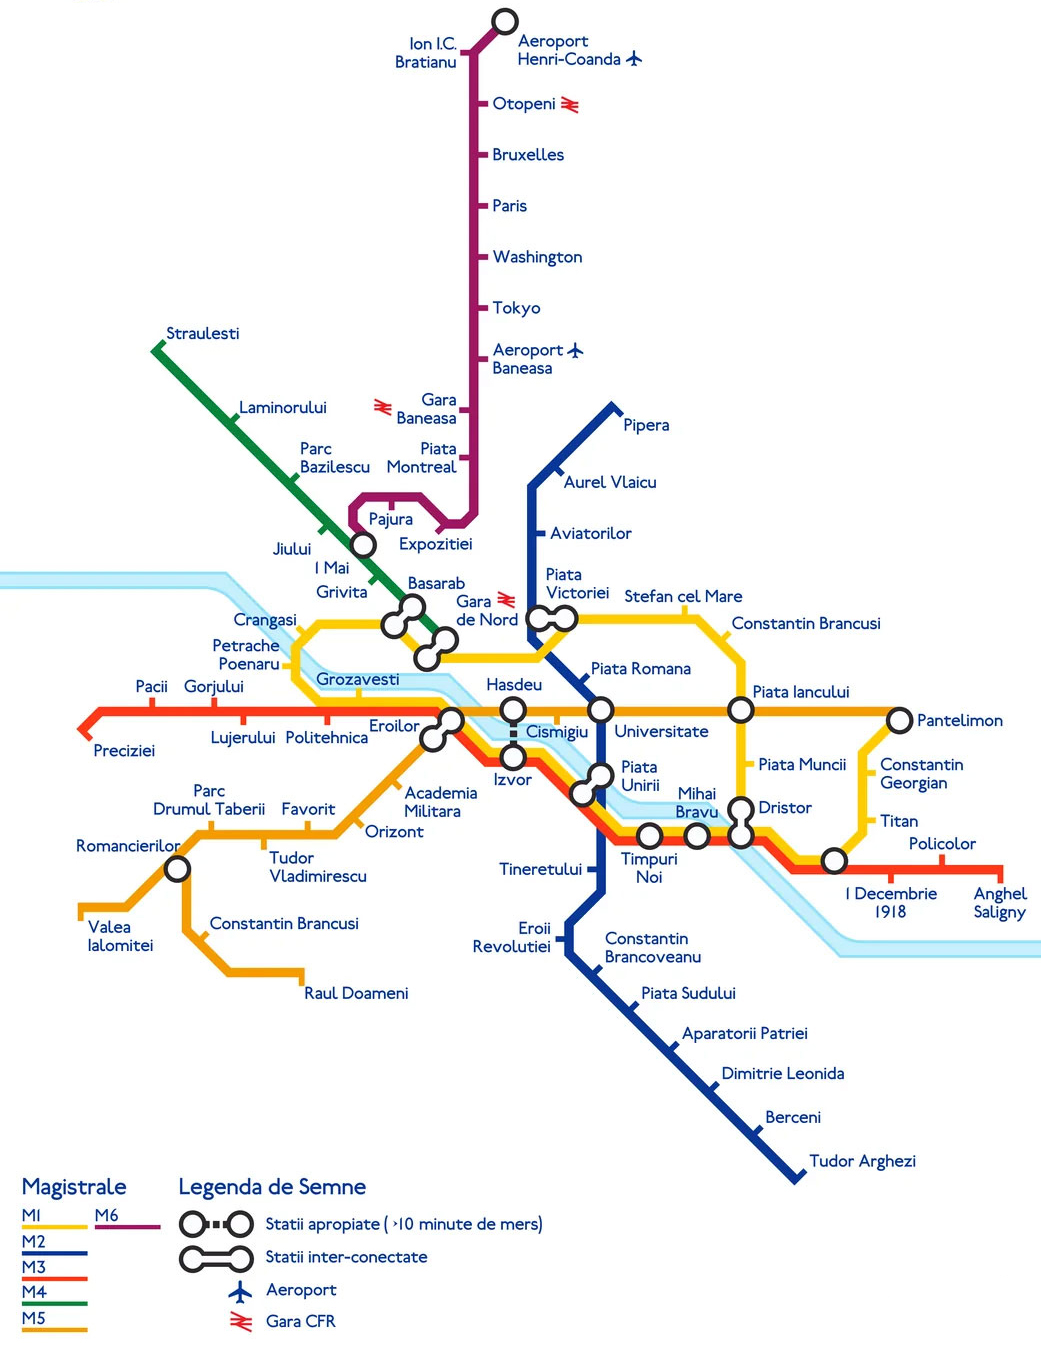 Ion I.C.
Bratianu
Aeroport
Henri-Coanda
Otopeni
Bruxelles
Paris
Washington
Tokyo
Aeroport
Baneasa
Gara
Baneasa
Piata
Montreal
Pajura
Expozitiei
Straulesti
Laminorului
Parc
Bazilescu
Jiului
1 Mai
Grivita
Basarab
Gara
de Nord
Pipera
Aurel Vlaicu
Aviatorilor
Piata
Victoriei
Stefan cel Mare
Constantin Brancusi
Crangasi
Petrache
Poenaru
Grozavesti
Piata Romana
Hasdeu
Piata Iancului
Pacii
Gorjului
Preciziei
Lujerului
Politehnica
Eroilor
Cismigiu
Universitate
Pantelimon
Izvor
Piata
Unirii
Piata Muncii
Constantin
Georgian
Mihai
Bravu
Dristor
Titan
Parc
Drumul Taberii
Favorit
Academia
Militara
Orizont
Romancierilor
Tudor
Vladimirescu
Timpuri
Noi
Policolor
Tineretului
1 Decembrie
1918
Anghel
Saligny
Valea
Ialomitei
Constantin Brancusi
Raul Doameni
Eroii
Revolutiei
Constantin
Brancoveanu
Piata Sudului
Aparatorii Patriei
Dimitrie Leonida
Berceni
Tudor Arghezi
Magistrale
M1
M6
M2
M3
M4
M5
Legenda de Semne
Statii apropiate ( >10 minute de mers)
Statii inter-conectate
Aeroport
Gara CFR